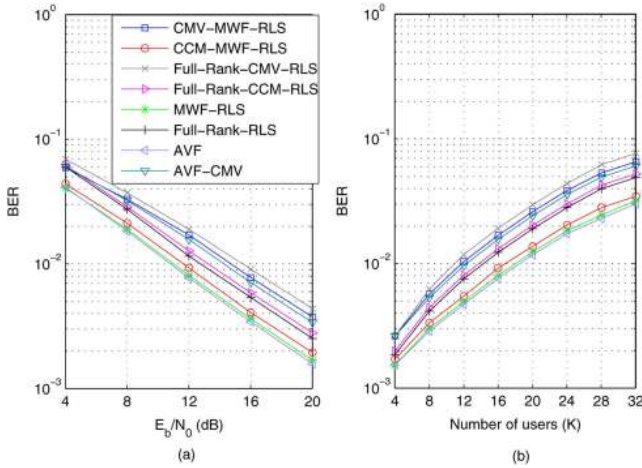 10^0
10^-1
10^-2
10^-3
BER
4
8
12
16
20
E_b/N_0 (dB)
(a)
CMV-MWF-RLS
CCM-MWF-RLS
Full-Rank-CMV-RLS
Full-Rank-CCM-RLS
MWF-RLS
Full-Rank-RLS
AVF
AVF-CMV
10^0
10^-1
10^-2
10^-3
BER
4
8
12
16
20
24
28
32
Number of users (K)
(b)